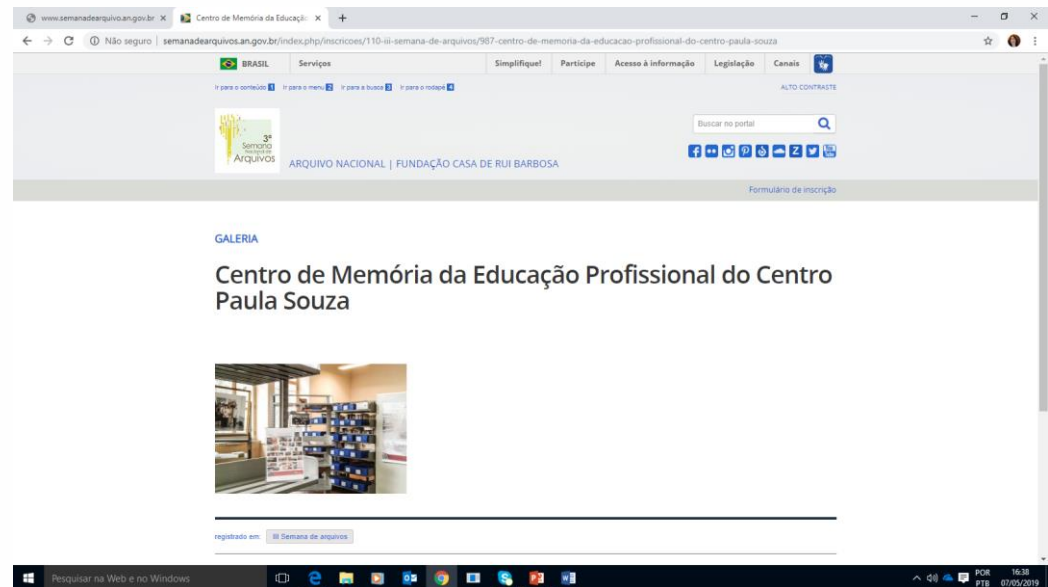 www.semanadearquivo.an.gov.br
Centro de Memória da Educaçã
Não seguro | semanadearquivos.an.gov.br/index.php/inscricoes/110-iii-semana-de-arquivos/987-centro-de-memoria-da-educacao-profissional-do-centro-paula-souza
BRASIL Serviços Simplifique! Participe Acesso à informação Legislação Canais
Ir para o conteúdo 1 Ir para o menu 2 Ir para a busca 3 Ir para o rodapé 4 ALTO CONTRASTE
Buscar no portal
3ª
Semana
Nacional de
Arquivos
ARQUIVO NACIONAL | FUNDAÇÃO CASA DE RUI BARBOSA
Formulário de inscrição
GALERIA
Centro de Memória da Educação Profissional do Centro
Paula Souza
registrado em: III Semana de arquivos
Pesquisar na Web e no Windows
POR 16:38
PTB 07/05/2019